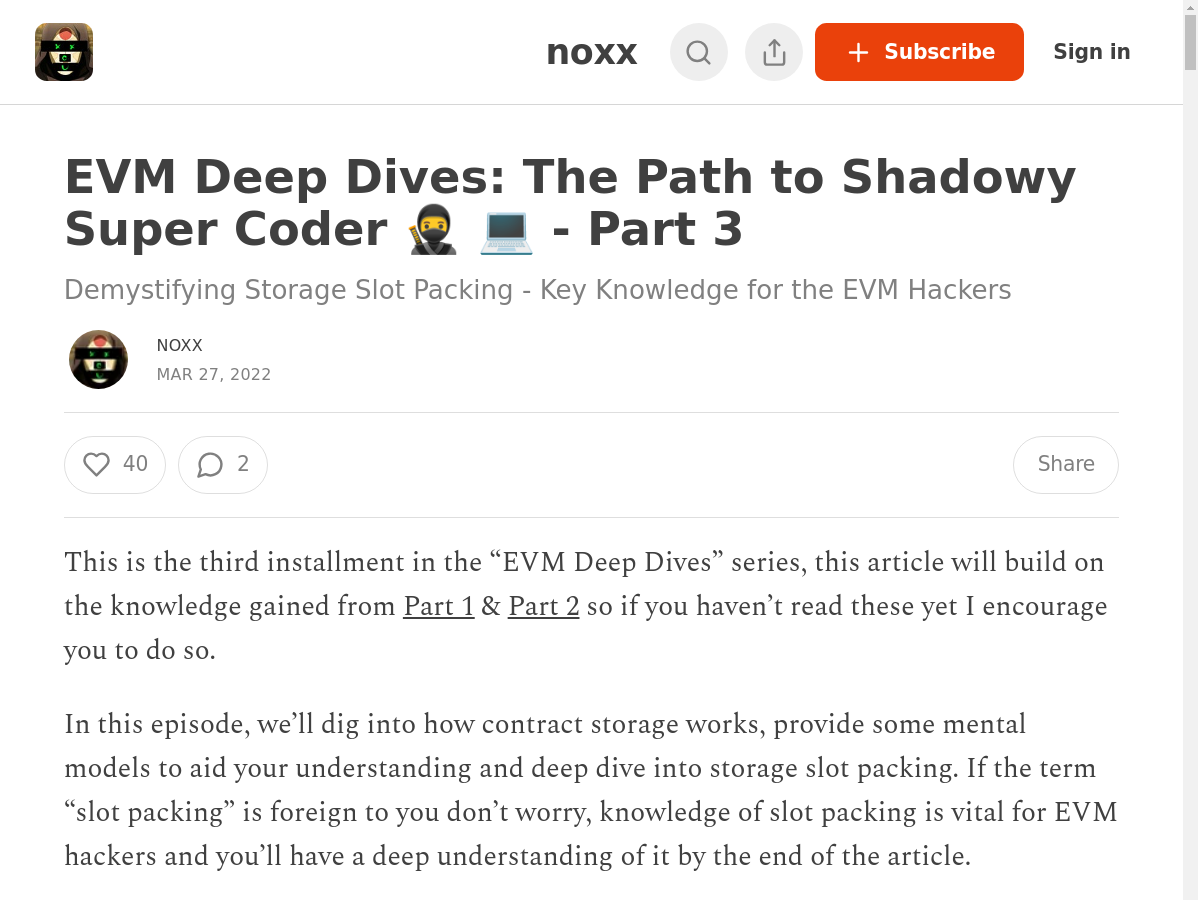 noxx
Subscribe
Sign in
EVM Deep Dives: The Path to Shadowy
Super Coder 🥷 💻 - Part 3
Demystifying Storage Slot Packing - Key Knowledge for the EVM Hackers
NOXX
MAR 27, 2022
40
2
Share
This is the third installment in the “EVM Deep Dives” series, this article will build on
the knowledge gained from Part 1 & Part 2 so if you haven’t read these yet I encourage
you to do so.
In this episode, we’ll dig into how contract storage works, provide some mental
models to aid your understanding and deep dive into storage slot packing. If the term
“slot packing” is foreign to you don’t worry, knowledge of slot packing is vital for EVM
hackers and you’ll have a deep understanding of it by the end of the article.